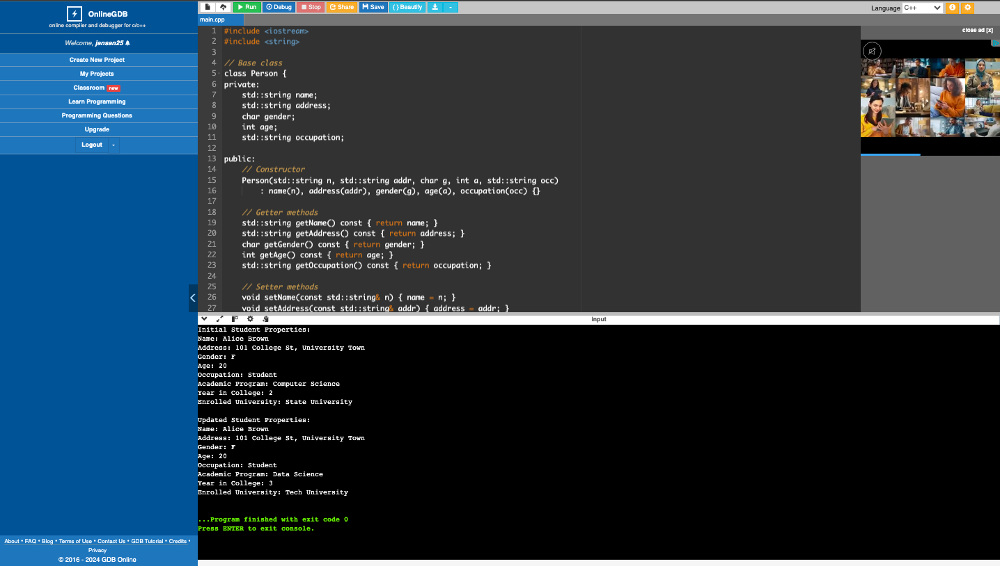 OnlineGDB
online compiler and debugger for c/c++
Welcome, jansan25
Create New Project
My Projects
Classroom new
Learn Programming
Programming Questions
Upgrade
Logout
About • FAQ • Blog • Terms of Use • Contact Us • GDB Tutorial • Credits •
Privacy
© 2016 - 2024 GDB Online
Run Debug Stop Share Save {} Beautify
Language C++
main.cpp
close ad [x]
1 #include <iostream>
2 #include <string>
3
4 // Base class
5 class Person {
6 private:
7 std::string name;
8 std::string address;
9 char gender;
10 int age;
11 std::string occupation;
12
13 public:
14 // Constructor
15 Person(std::string n, std::string addr, char g, int a, std::string occ)
16 : name(n), address(addr), gender(g), age(a), occupation(occ) {}
17
18 // Getter methods
19 std::string getName() const { return name; }
20 std::string getAddress() const { return address; }
21 char getGender() const { return gender; }
22 int getAge() const { return age; }
23 std::string getOccupation() const { return occupation; }
24
25 // Setter methods
26 void setName(const std::string& n) { name = n; }
27 void setAddress(const std::string& addr) { address = addr; }
input
Initial Student Properties:
Name: Alice Brown
Address: 101 College St, University Town
Gender: F
Age: 20
Occupation: Student
Academic Program: Computer Science
Year in College: 2
Enrolled University: State University
Updated Student Properties:
Name: Alice Brown
Address: 101 College St, University Town
Gender: F
Age: 20
Occupation: Student
Academic Program: Data Science
Year in College: 3
Enrolled University: Tech University
...Program finished with exit code 0
Press ENTER to exit console.